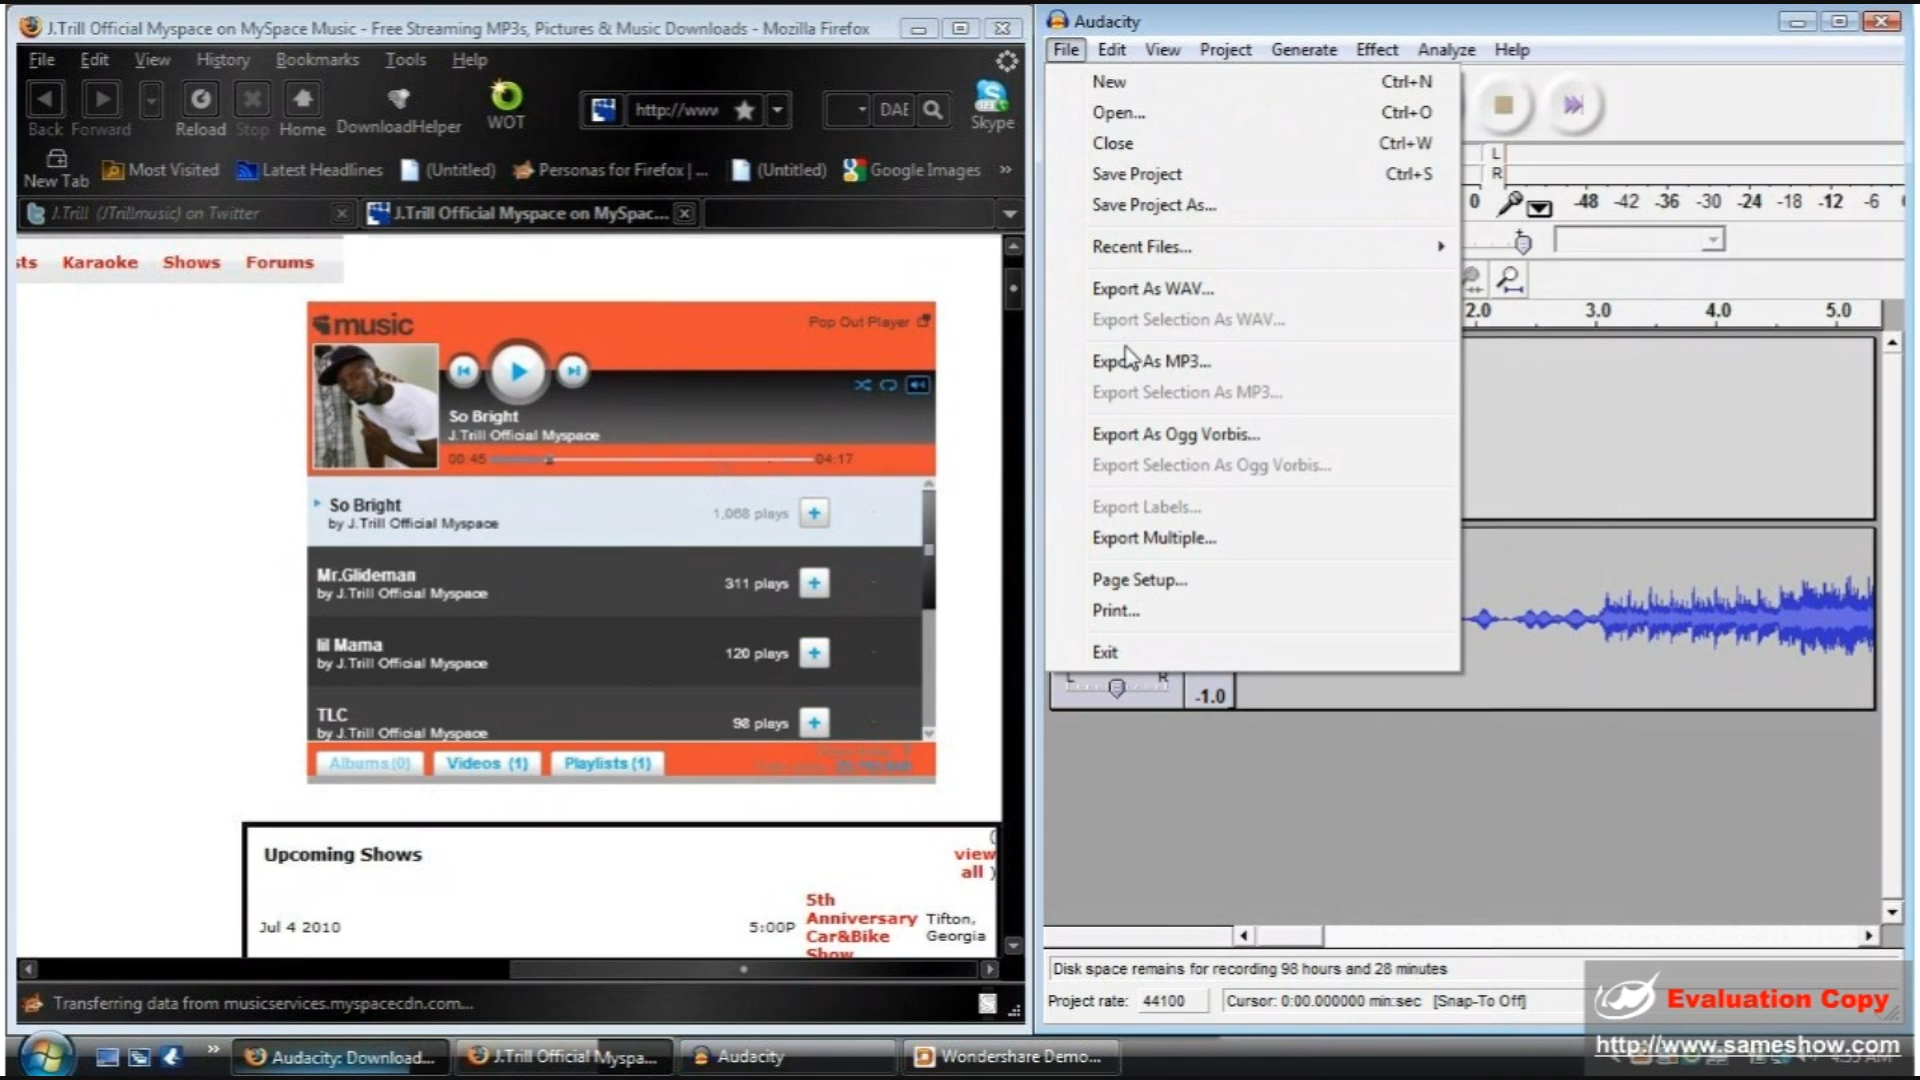 J.Trill Official Myspace on MySpace Music - Free Streaming MP3s, Pictures & Music Downloads - Mozilla Firefox
File Edit View History Bookmarks Tools Help
Back Forward Reload Stop Home DownloadHelper WOT http://www DAE Skype
New Tab Most Visited Latest Headlines (Untitled) Personas for Firefox | ... (Untitled) Google Images »
J.Trill (JTrillmusic) on Twitter J.Trill Official Myspace on MySpac...
sts Karaoke Shows Forums
music Pop Out Player
So Bright
J.Trill Official Myspace
00:45 04:17
So Bright
by J.Trill Official Myspace
1,068 plays
Mr.Glideman
by J.Trill Official Myspace
311 plays
lil Mama
by J.Trill Official Myspace
120 plays
TLC
by J.Trill Official Myspace
98 plays
Albums (0) Videos (1) Playlists (1)
Upcoming Shows
( view all )
Jul 4 2010 5:00P
5th Anniversary Car&Bike Show
Tifton, Georgia
Transferring data from musicservices.myspacecdn.com...
Audacity
File Edit View Project Generate Effect Analyze Help
New Ctrl+N
Open... Ctrl+O
Close Ctrl+W
Save Project Ctrl+S
Save Project As...
Recent Files...
Export As WAV...
Export Selection As WAV...
Export As MP3...
Export Selection As MP3...
Export As Ogg Vorbis...
Export Selection As Ogg Vorbis...
Export Labels...
Export Multiple...
Page Setup...
Print...
Exit
L
R
0 -48 -42 -36 -30 -24 -18 -12 -6
2.0 3.0 4.0 5.0
L R -1.0
Disk space remains for recording 98 hours and 28 minutes
Project rate: 44100 Cursor: 0:00.000000 min:sec [Snap-To Off]
Evaluation Copy
http://www.sameshow.com
» Audacity: Download... J.Trill Official Myspa... Audacity Wondershare Demo...